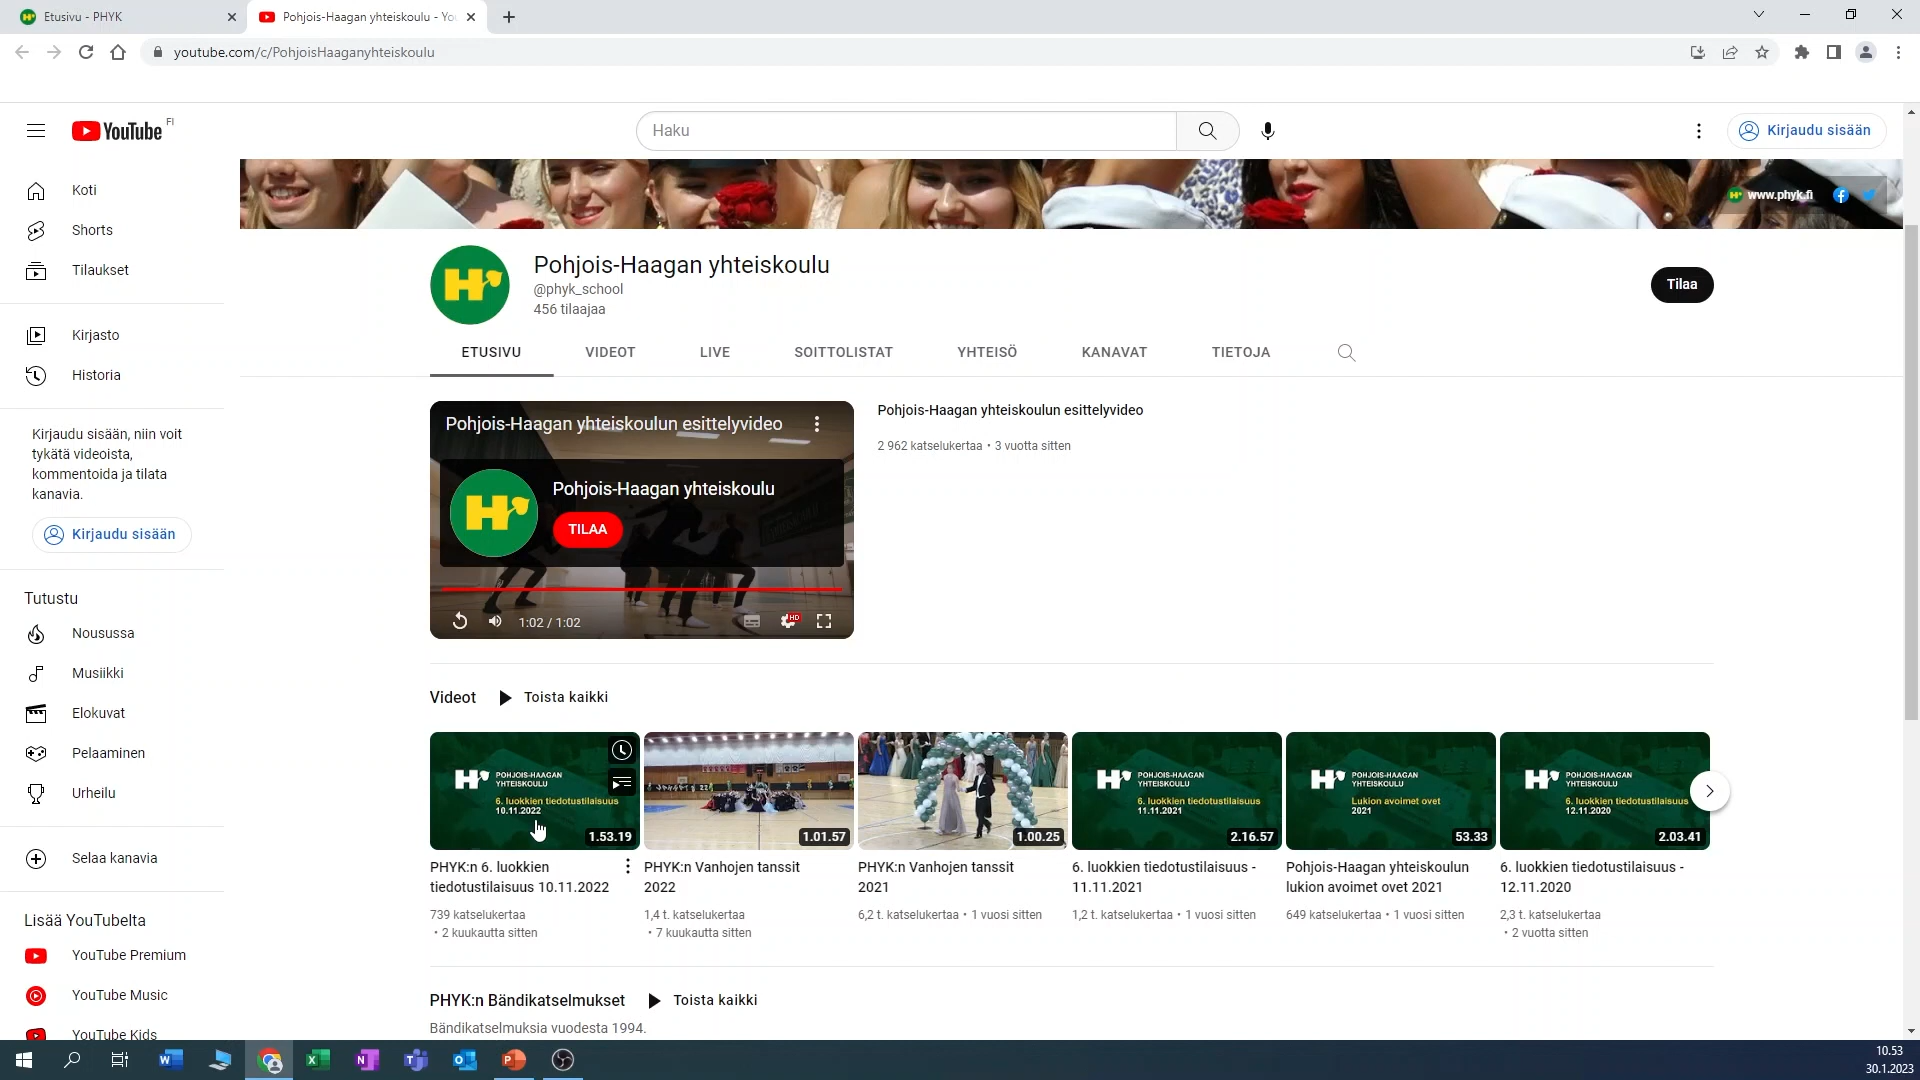 Etusivu - PHYK
Pohjois-Haagan yhteiskoulu - You
youtube.com/c/PohjoisHaaganyhteiskoulu
YouTube FI
Haku
Kirjaudu sisään
Koti
Shorts
Tilaukset
Kirjasto
Historia
Kirjaudu sisään, niin voit
tykätä videoista,
kommentoida ja tilata
kanavia.
Kirjaudu sisään
Tutustu
Nousussa
Musiikki
Elokuvat
Pelaaminen
Urheilu
Selaa kanavia
Lisää YouTubelta
YouTube Premium
YouTube Music
YouTube Kids
www.phyk.fi
H
Pohjois-Haagan yhteiskoulu
@phyk_school
456 tilaajaa
Tilaa
ETUSIVU VIDEOT LIVE SOITTOLISTAT YHTEISÖ KANAVAT TIETOJA
Pohjois-Haagan yhteiskoulun esittelyvideo
H
Pohjois-Haagan yhteiskoulu
TILAA
1:02 / 1:02
HD
Pohjois-Haagan yhteiskoulun esittelyvideo
2 962 katselukertaa • 3 vuotta sitten
Videot Toista kaikki
H POHJOIS-HAAGAN
YHTEISKOULU
6. luokkien tiedotustilaisuus
10.11.2022
1.53.19
PHYK:n 6. luokkien
tiedotustilaisuus 10.11.2022
739 katselukertaa
• 2 kuukautta sitten
1.01.57
PHYK:n Vanhojen tanssit
2022
1,4 t. katselukertaa
• 7 kuukautta sitten
1.00.25
PHYK:n Vanhojen tanssit
2021
6,2 t. katselukertaa • 1 vuosi sitten
H POHJOIS-HAAGAN
YHTEISKOULU
6. luokkien tiedotustilaisuus
11.11.2021
2.16.57
6. luokkien tiedotustilaisuus -
11.11.2021
1,2 t. katselukertaa • 1 vuosi sitten
H POHJOIS-HAAGAN
YHTEISKOULU
Lukion avoimet ovet
2021
53.33
Pohjois-Haagan yhteiskoulun
lukion avoimet ovet 2021
649 katselukertaa • 1 vuosi sitten
H POHJOIS-HAAGAN
YHTEISKOULU
6. luokkien tiedotustilaisuus
12.11.2020
2.03.41
6. luokkien tiedotustilaisuus -
12.11.2020
2,3 t. katselukertaa
• 2 vuotta sitten
PHYK:n Bändikatselmukset Toista kaikki
Bändikatselmuksia vuodesta 1994.
10.53
30.1.2023